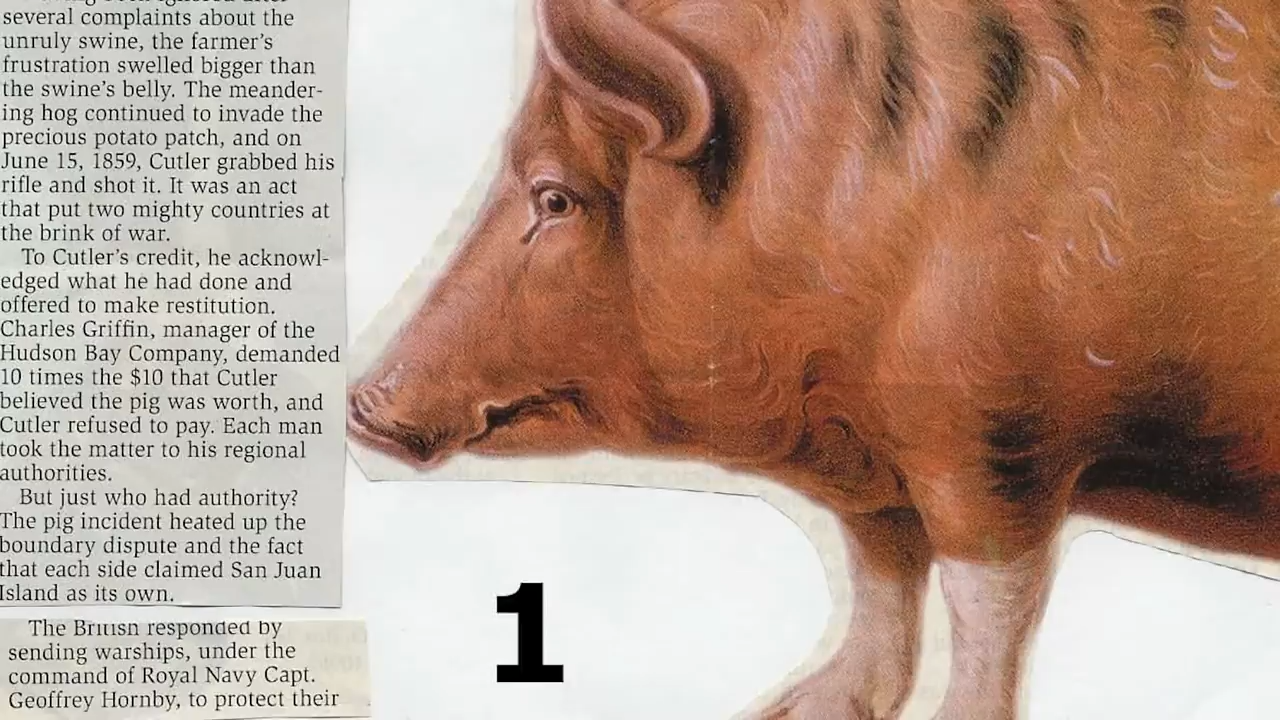 several complaints about the
unruly swine, the farmer's
frustration swelled bigger than
the swine's belly. The meander-
ing hog continued to invade the
precious potato patch, and on
June 15, 1859, Cutler grabbed his
rifle and shot it. It was an act
that put two mighty countries at
the brink of war.
To Cutler's credit, he acknowl-
edged what he had done and
offered to make restitution.
Charles Griffin, manager of the
Hudson Bay Company, demanded
10 times the $10 that Cutler
believed the pig was worth, and
Cutler refused to pay. Each man
took the matter to his regional
authorities.
But just who had authority?
The pig incident heated up the
boundary dispute and the fact
that each side claimed San Juan
Island as its own.
The British responded by
sending warships, under the
command of Royal Navy Capt.
Geoffrey Hornby, to protect their
1